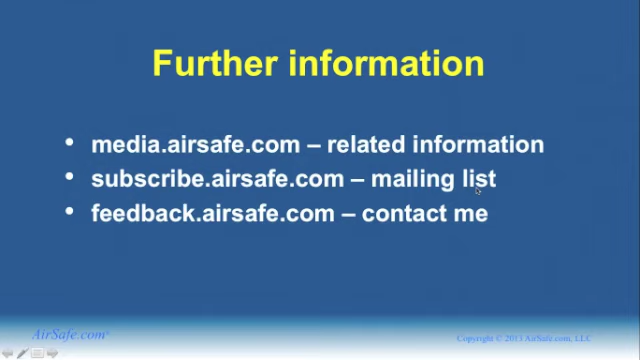 Further information
• media.airsafe.com – related information
• subscribe.airsafe.com – mailing list
• feedback.airsafe.com – contact me
AirSafe.com®
Copyright © 2013 AirSafe.com, LLC